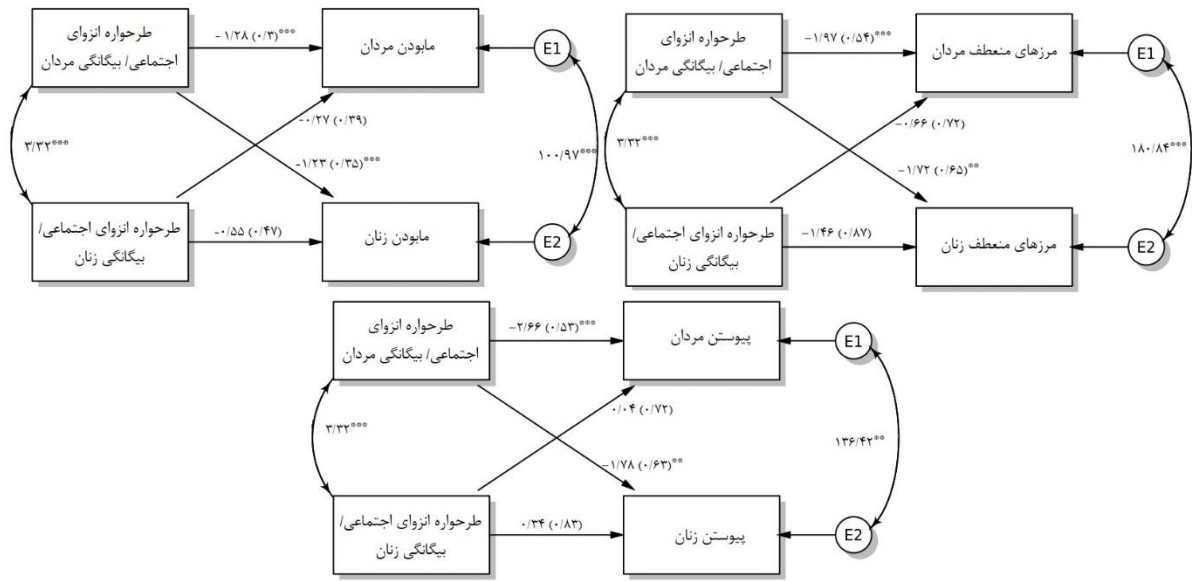 طرحواره انزوای
اجتماعی/ بیگانگی مردان
-۱/۲۸ (۰/۳)***
مابودن مردان
E1
-۰/۲۷ (۰/۳۹)
۳/۳۲***
-۱/۲۳ (۰/۳۵)***
۱۰۰/۹۷***
طرحواره انزوای اجتماعی/
بیگانگی زنان
-۰/۵۵ (۰/۴۷)
مابودن زنان
E2
طرحواره انزوای
اجتماعی/ بیگانگی مردان
-۱/۹۷ (۰/۵۴)***
مرزهای منعطف مردان
E1
-۰/۶۶ (۰/۷۲)
۳/۳۲***
-۱/۷۲ (۰/۶۵)**
۱۸۰/۸۴***
طرحواره انزوای اجتماعی/
بیگانگی زنان
-۱/۴۶ (۰/۸۷)
مرزهای منعطف زنان
E2
طرحواره انزوای
اجتماعی/ بیگانگی مردان
-۲/۶۶ (۰/۵۳)***
پیوستن مردان
E1
۰/۰۴ (۰/۷۲)
۳/۳۲***
-۱/۷۸ (۰/۶۳)**
۱۳۶/۴۲**
طرحواره انزوای اجتماعی/
بیگانگی زنان
۰/۳۴ (۰/۸۳)
پیوستن زنان
E2